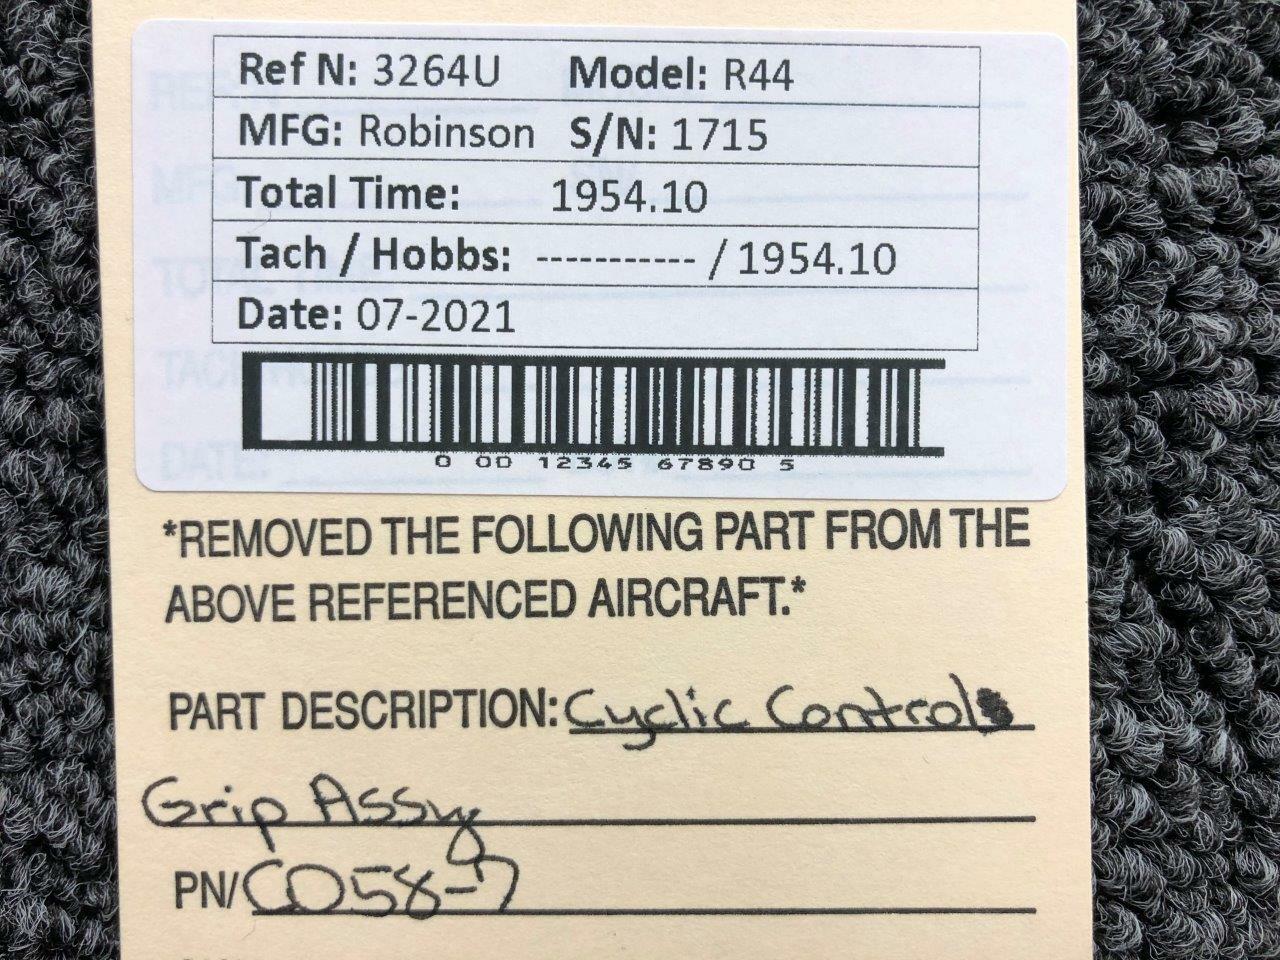 Ref N: 3264U Model: R44
MFG: Robinson S/N: 1715
Total Time: 1954.10
Tach / Hobbs: ----------- / 1954.10
Date: 07-2021
0 00 12345 67890 5
*REMOVED THE FOLLOWING PART FROM THE
ABOVE REFERENCED AIRCRAFT.*
PART DESCRIPTION: Cyclic Control
Grip Assy
PN/ C058-7